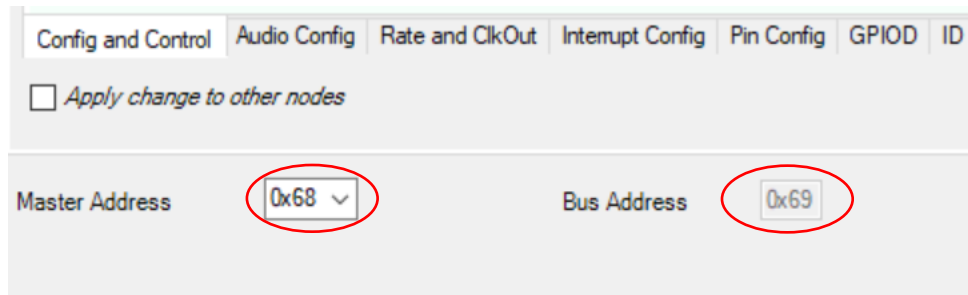 Config and Control Audio Config Rate and ClkOut Interrupt Config Pin Config GPIOD ID
Apply change to other nodes
Master Address 0x68 Bus Address 0x69